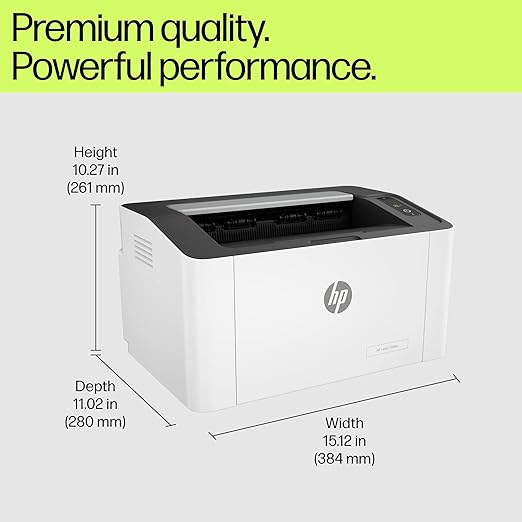 Premium quality.
Powerful performance.
Height
10.27 in
(261 mm)
hp
Depth
11.02 in
(280 mm)
Width
15.12 in
(384 mm)